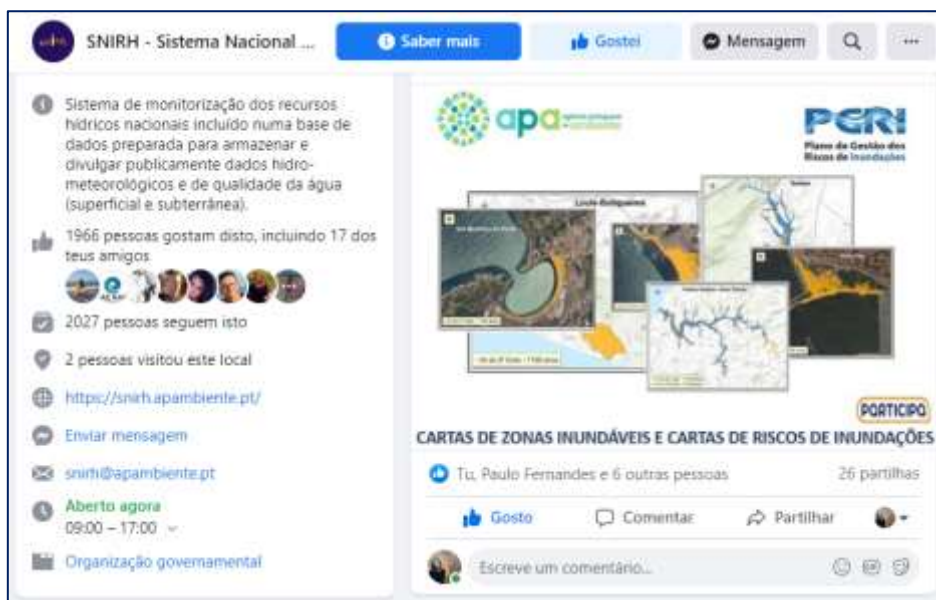 SNIRH - Sistema Nacional ...
Saber mais
Gostei
Mensagem
Sistema de monitorização dos recursos
hídricos nacionais incluído numa base de
dados preparada para armazenar e
divulgar publicamente dados hidro-
meteorológicos e de qualidade da água
(superficial e subterrânea).
1966 pessoas gostam disto, incluindo 17 dos
teus amigos
2027 pessoas seguem isto
2 pessoas visitou este local
https://snirh.apambiente.pt/
Enviar mensagem
snirh@apambiente.pt
Aberto agora
09:00 – 17:00
Organização governamental
apa
PGRI
Plano de Gestão dos
Riscos de Inundações
PARTICIPA
CARTAS DE ZONAS INUNDÁVEIS E CARTAS DE RISCOS DE INUNDAÇÕES
Tu, Paulo Fernandes e 6 outras pessoas
26 partilhas
Gosto
Comentar
Partilhar
Escreve um comentário...